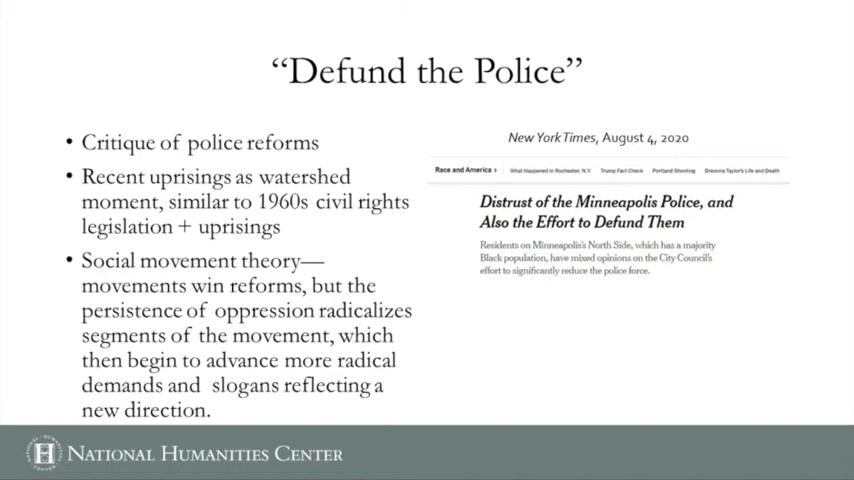 “Defund the Police”
• Critique of police reforms
• Recent uprisings as watershed
moment, similar to 1960s civil rights
legislation + uprisings
• Social movement theory—
movements win reforms, but the
persistence of oppression radicalizes
segments of the movement, which
then begin to advance more radical
demands and slogans reflecting a
new direction.
New York Times, August 4, 2020
Race and America › What Happened in Rochester, N.Y. Trump Fact Check Portland Shooting Breonna Taylor's Life and Death
Distrust of the Minneapolis Police, and
Also the Effort to Defund Them
Residents on Minneapolis's North Side, which has a majority
Black population, have mixed opinions on the City Council's
effort to significantly reduce the police force.
NATIONAL HUMANITIES CENTER